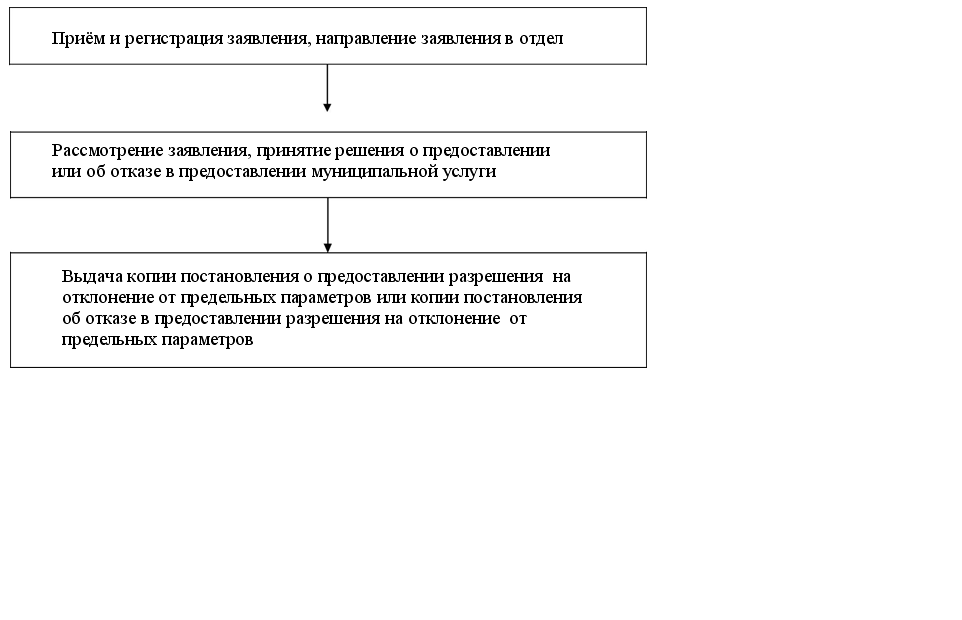 Приём и регистрация заявления, направление заявления в отдел
Рассмотрение заявления, принятие решения о предоставлении
или об отказе в предоставлении муниципальной услуги
Выдача копии постановления о предоставлении разрешения  на
отклонение от предельных параметров или копии постановления
об отказе в предоставлении разрешения на отклонение  от
предельных параметров